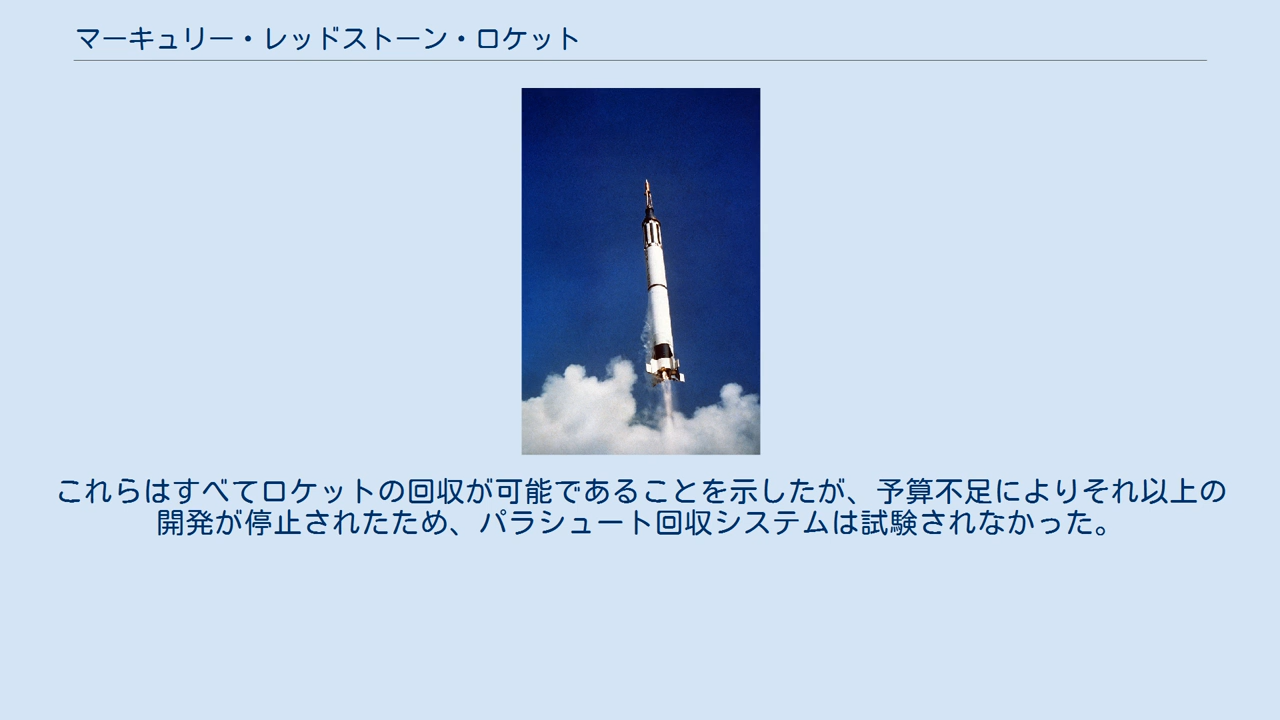 マーキュリー・レッドストーン・ロケット
これらはすべてロケットの回収が可能であることを示したが、予算不足によりそれ以上の
開発が停止されたため、パラシュート回収システムは試験されなかった。